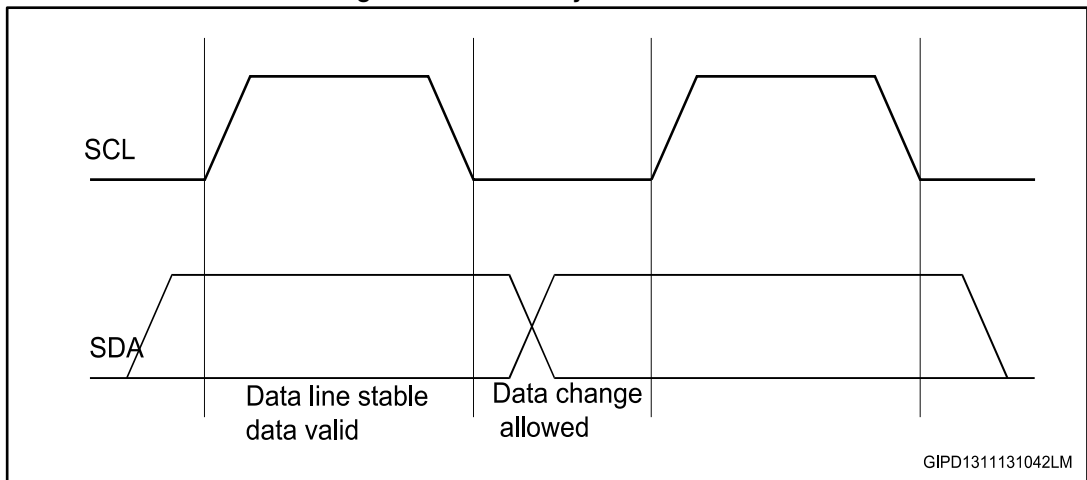 SCL
SDA
Data line stable
data valid
Data change
allowed
GIPD1311131042LM